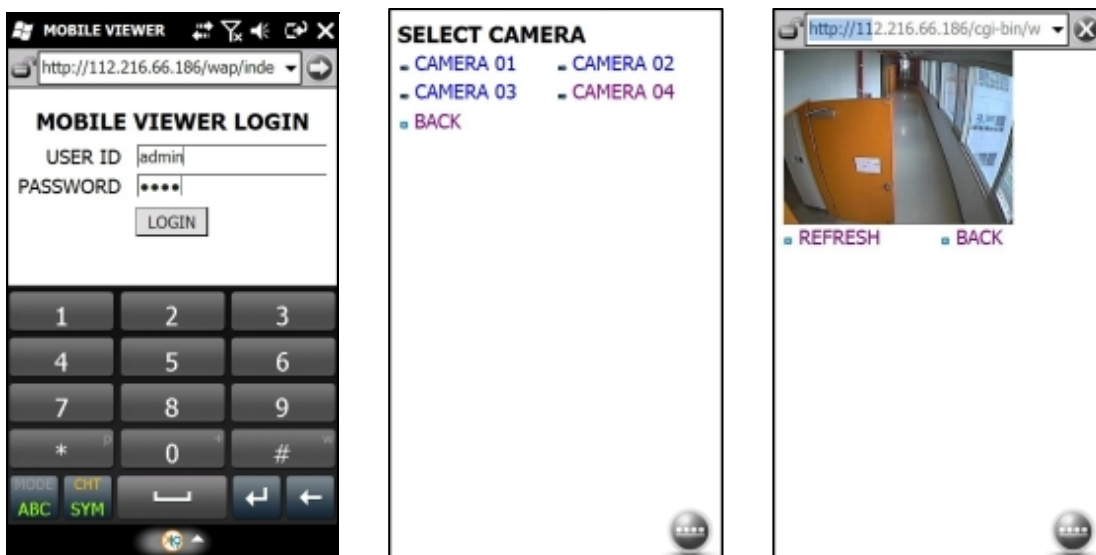 MOBILE VIEWER
http://112.216.66.186/wap/inde
MOBILE VIEWER LOGIN
USER ID admin
PASSWORD ••••
LOGIN
1 2 3
4 5 6
7 8 9
* p 0 + # w
MODE CHT
ABC SYM
SELECT CAMERA
CAMERA 01 CAMERA 02
CAMERA 03 CAMERA 04
BACK
http://112.216.66.186/cgi-bin/w
REFRESH BACK